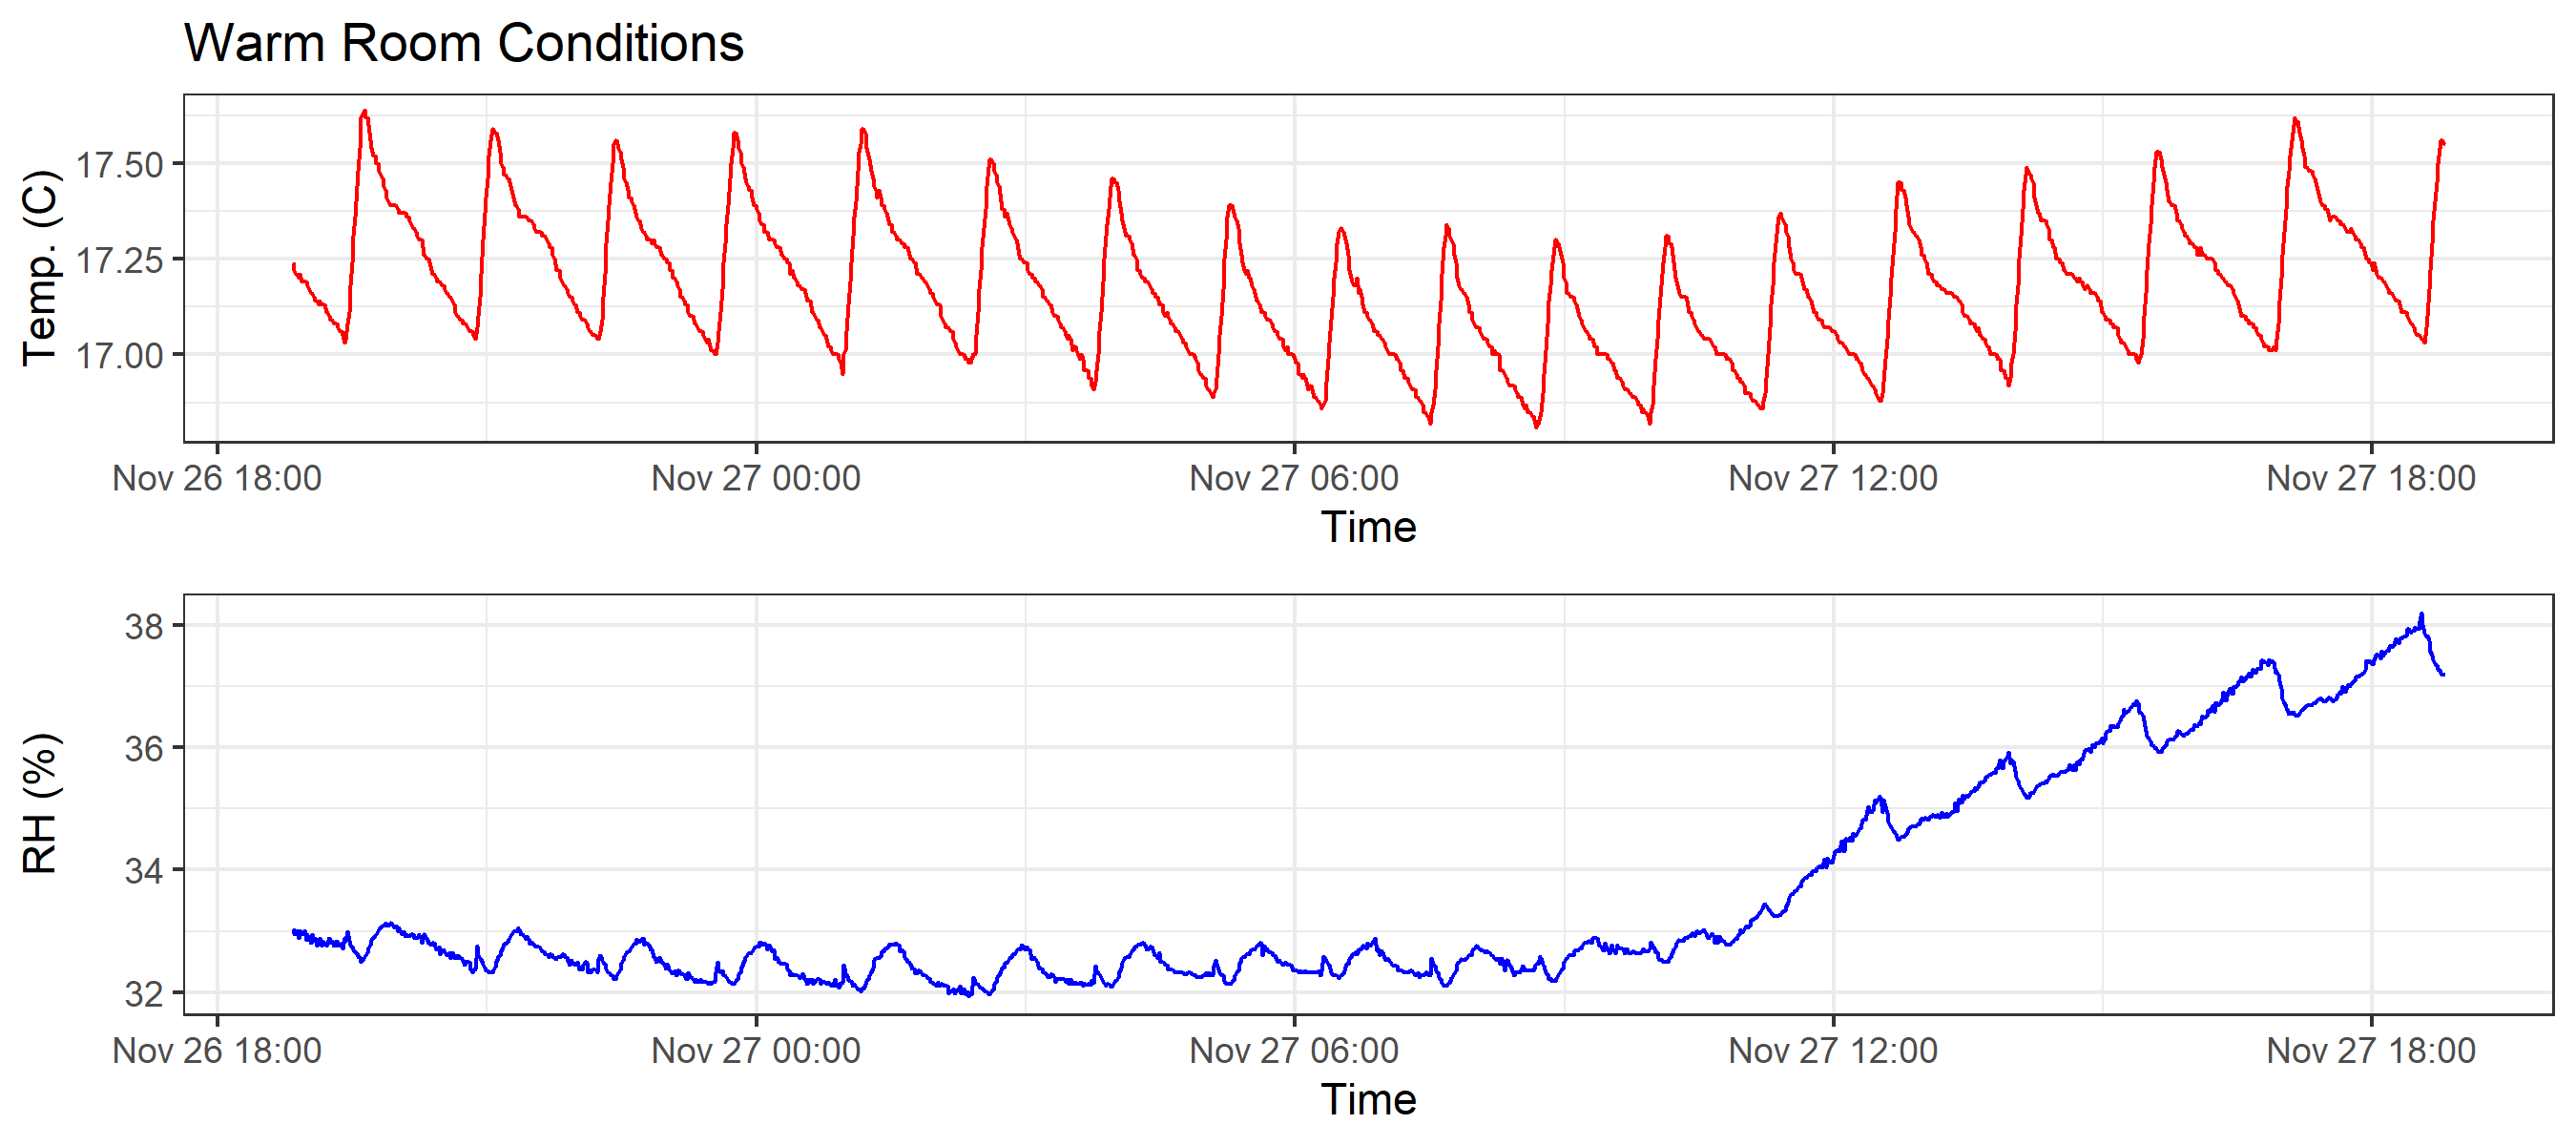 Warm Room Conditions
Temp. (C)
17.50
17.25
17.00
Nov 26 18:00 Nov 27 00:00 Nov 27 06:00 Nov 27 12:00 Nov 27 18:00
Time
RH (%)
38
36
34
32
Nov 26 18:00 Nov 27 00:00 Nov 27 06:00 Nov 27 12:00 Nov 27 18:00
Time